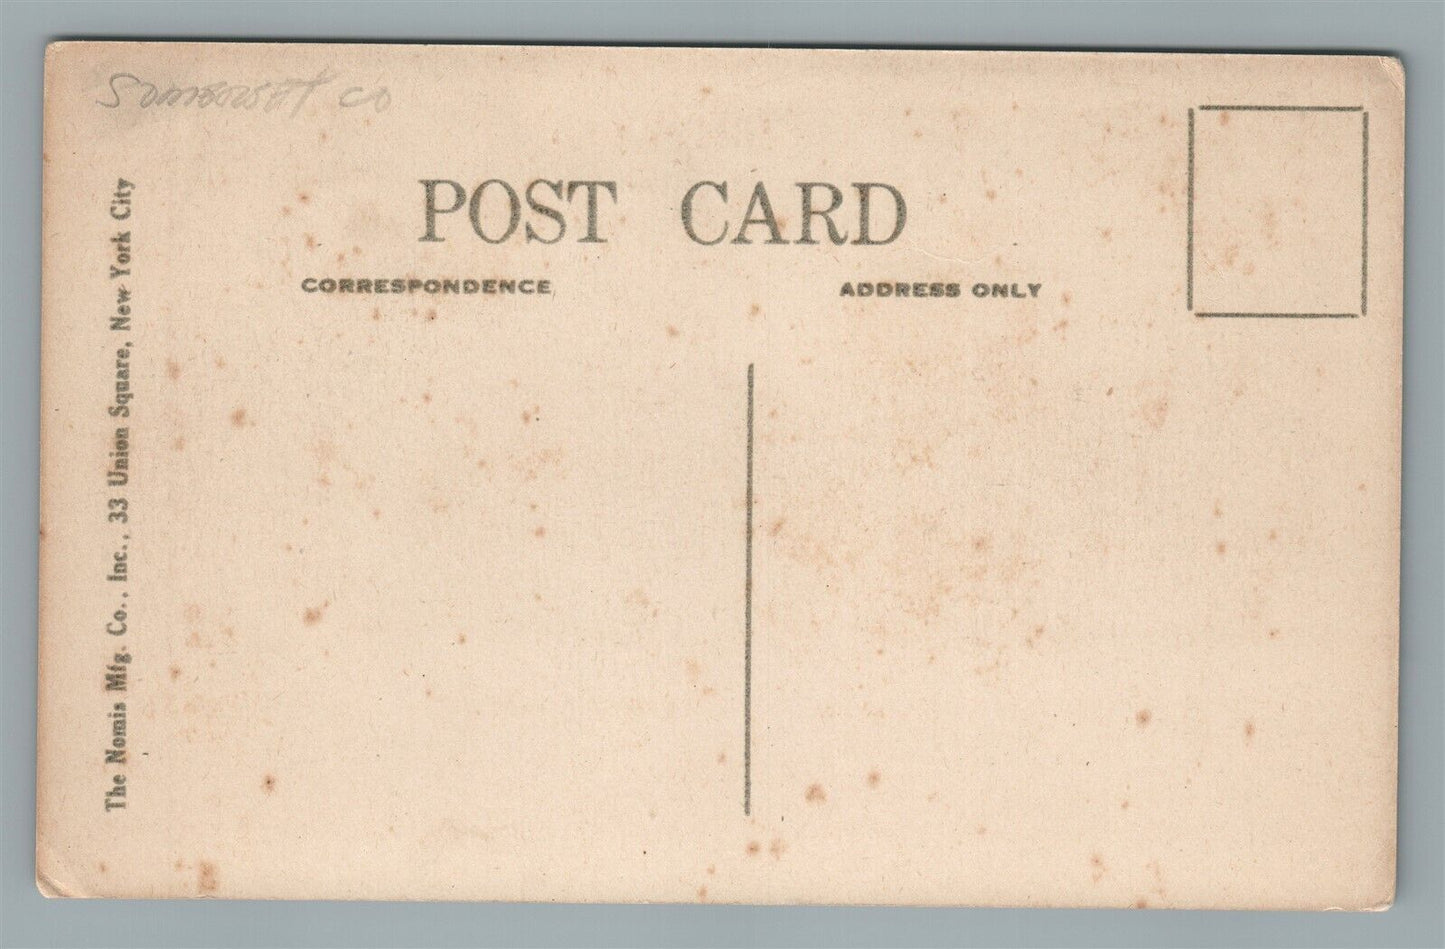 Somerset Co
POST CARD
CORRESPONDENCE
ADDRESS ONLY
The Nomis Mfg. Co., Inc., 33 Union Square, New York City